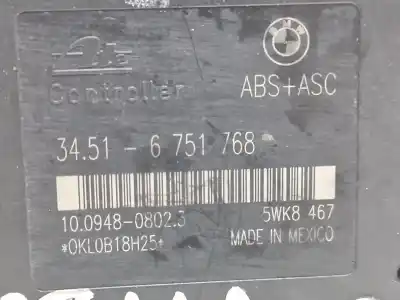 Ate
BMW
Controller
ABS+ASC
34.51 - 6 751 768
10.0948-0802.3
5WK8 467
*0KL0B18H25*
MADE IN MEXICO